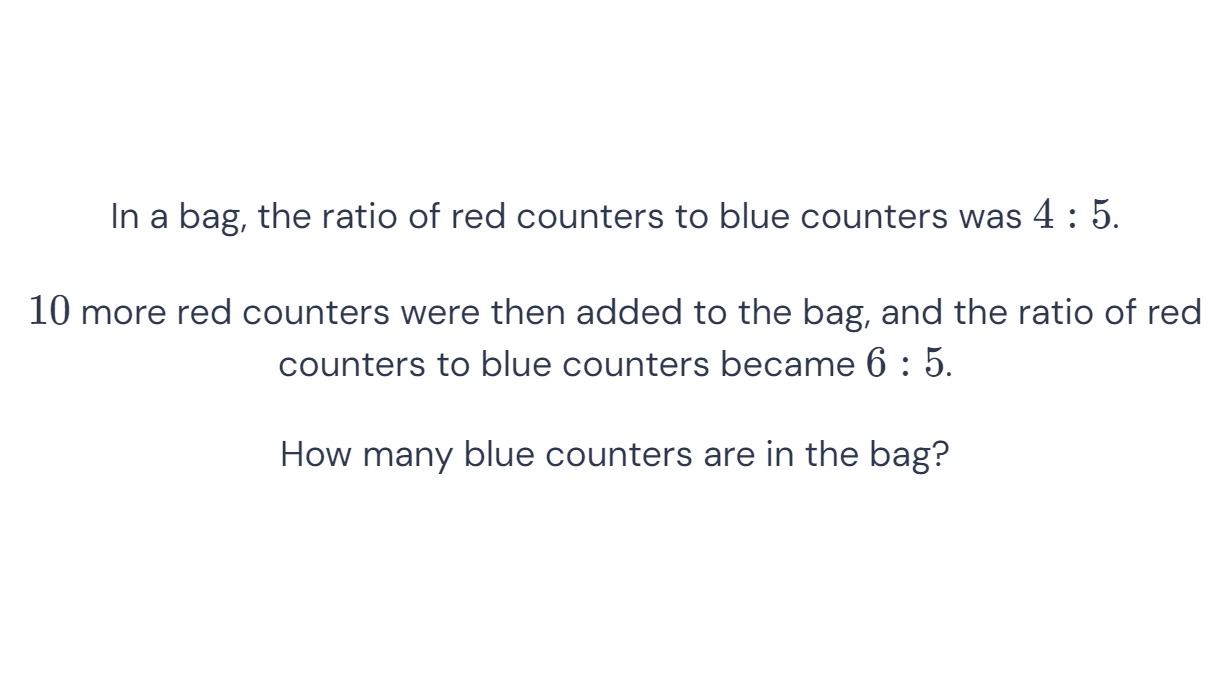 In a bag, the ratio of red counters to blue counters was 4 : 5.
10 more red counters were then added to the bag, and the ratio of red
counters to blue counters became 6 : 5.
How many blue counters are in the bag?